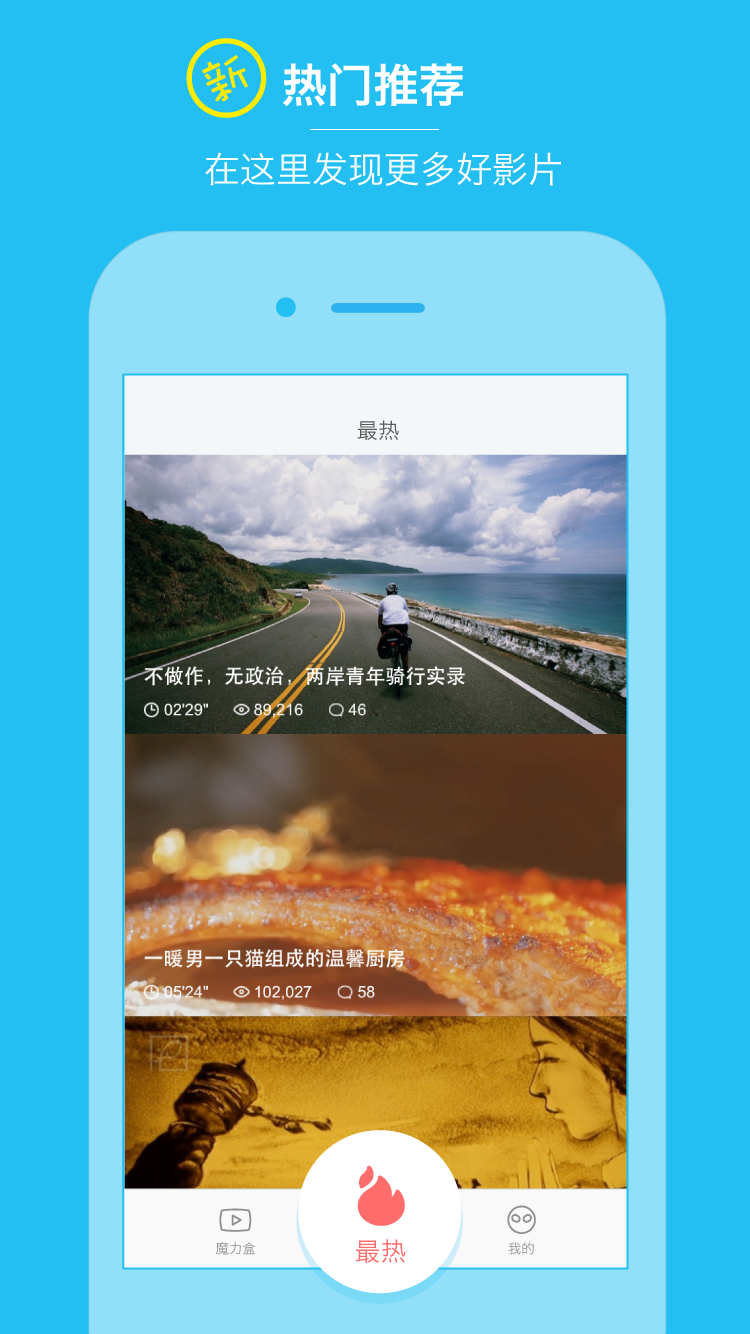 新 热门推荐
在这里发现更多好影片
最热
不做作，无政治，两岸青年骑行实录
02'29" 89,216 46
一暖男一只猫组成的温馨厨房
05'24" 102,027 58
魔力盒 最热 我的